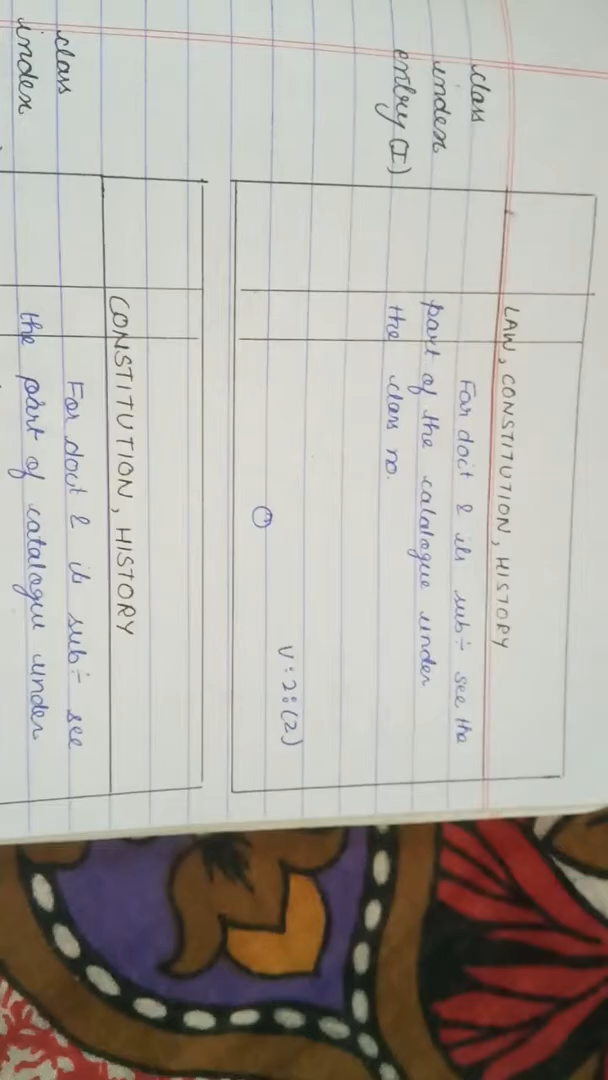 class
index
entry (I)
LAW, CONSTITUTION, HISTORY
For doct & its sub÷ see the
part of the catalogue under
the class no.
V:2:(2)
class
index
CONSTITUTION, HISTORY
For doct & its sub÷ see
the part of catalogue under